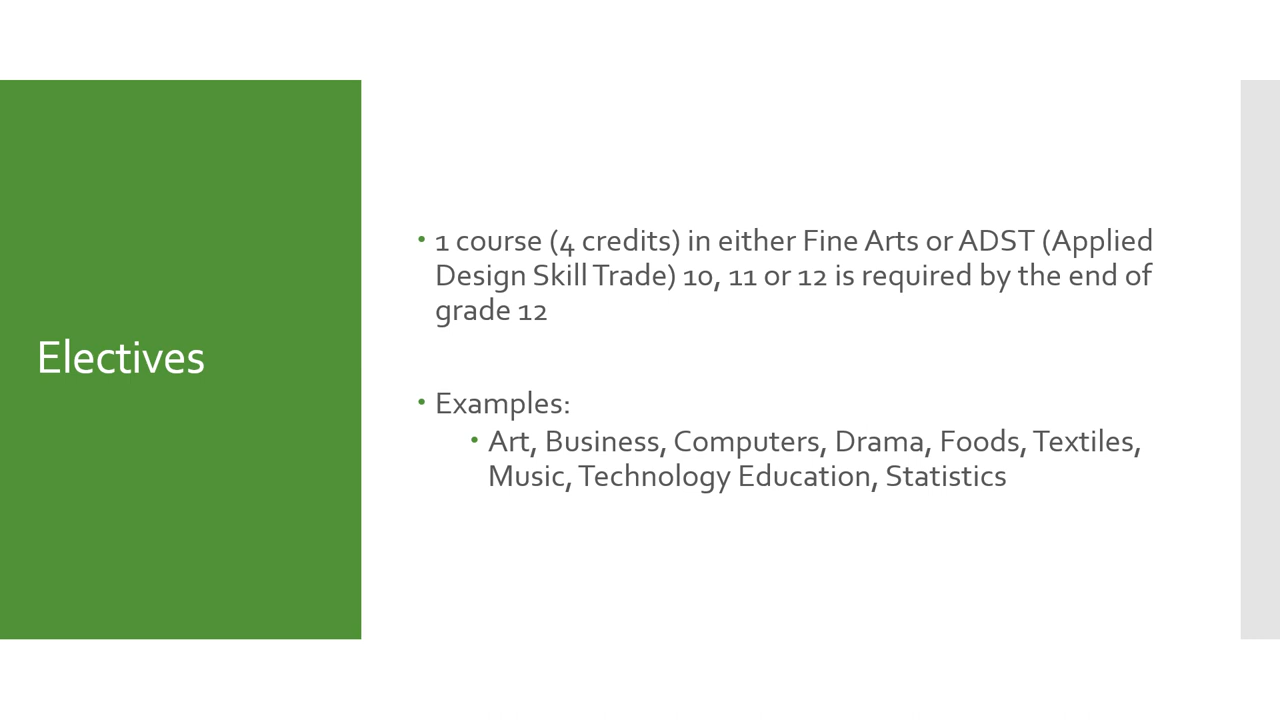 Electives
• 1 course (4 credits) in either Fine Arts or ADST (Applied
Design Skill Trade) 10, 11 or 12 is required by the end of
grade 12
• Examples:
• Art, Business, Computers, Drama, Foods, Textiles,
Music, Technology Education, Statistics